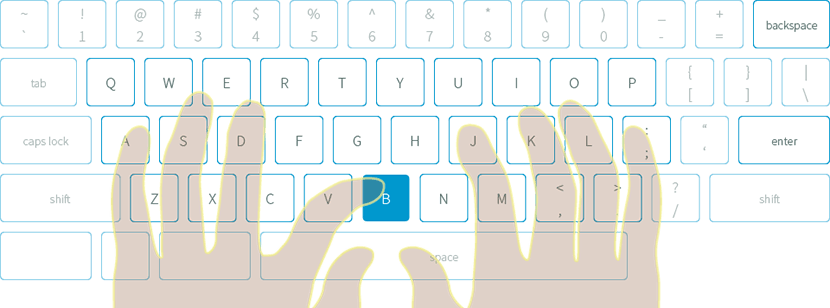 ~ ! @ # $ % ^ & * ( ) _ +
` 1 2 3 4 5 6 7 8 9 0 - = backspace
tab Q W E R T Y U I O P { [ } ] | \
caps lock A S D F G H J K L : ; " ‘ enter
shift Z X C V B N M < , > ? / shift
space